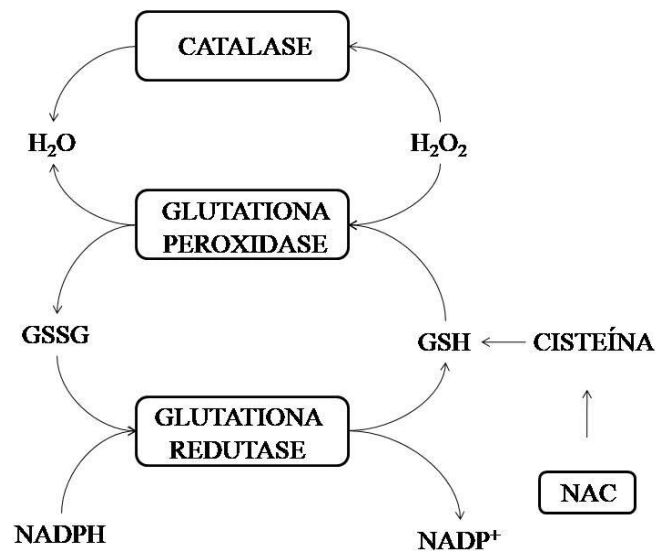 CATALASE
H₂O
H₂O₂
GLUTATIONA
PEROXIDASE
GSSG
GSH
CISTEÍNA
GLUTATIONA
REDUTASE
NAC
NADPH
NADP⁺